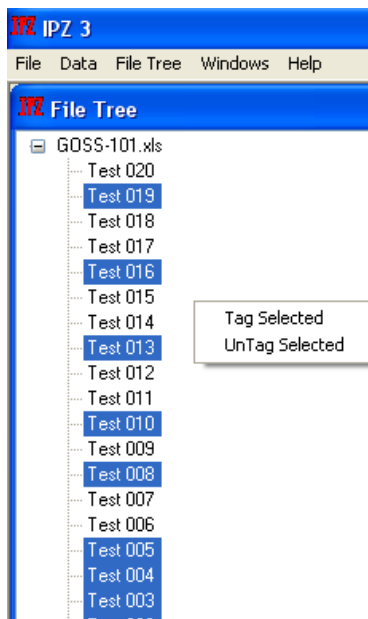 IPZ IPZ 3
File Data File Tree Windows Help
IPZ File Tree
GOSS-101.xls
Test 020
Test 019
Test 018
Test 017
Test 016
Test 015
Test 014
Tag Selected
Test 013
UnTag Selected
Test 012
Test 011
Test 010
Test 009
Test 008
Test 007
Test 006
Test 005
Test 004
Test 003